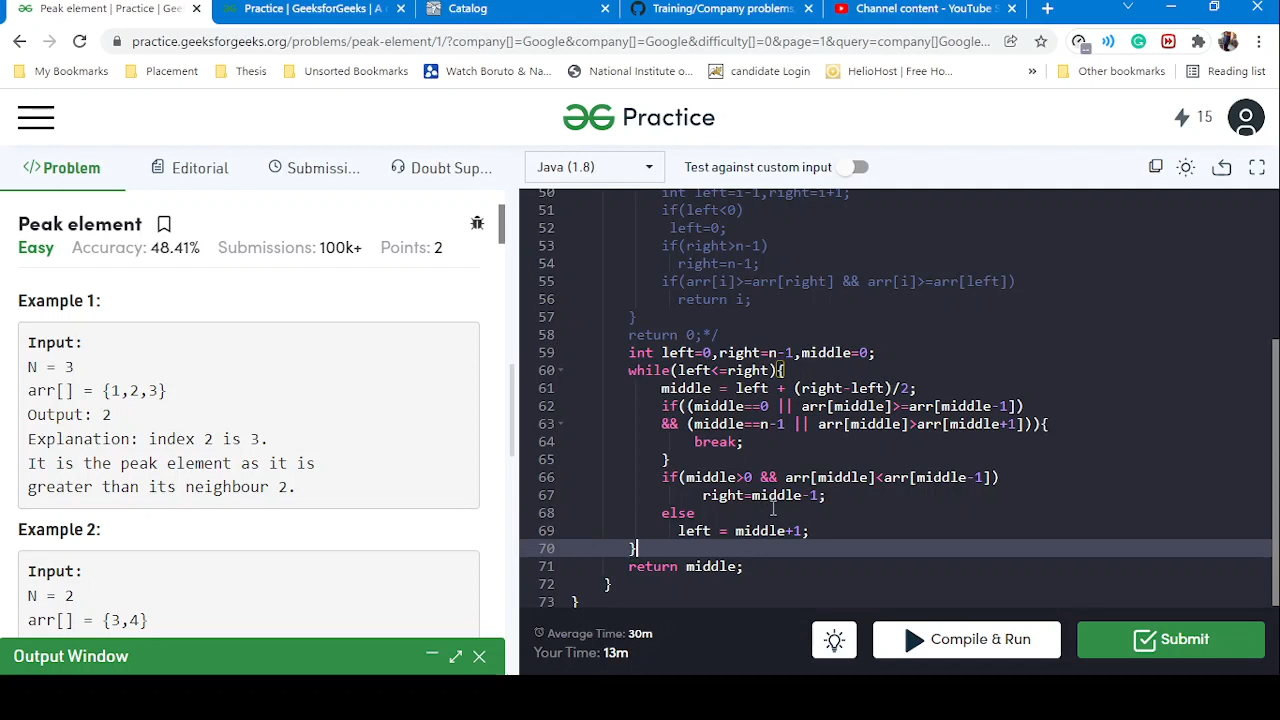 Peak element | Practice | Gee
Practice | GeeksforGeeks | A
Catalog
Training/Company problems
Channel content - YouTube S
practice.geeksforgeeks.org/problems/peak-element/1/?company[]=Google&company[]=Google&difficulty[]=0&page=1&query=company[]Google...
My Bookmarks
Placement
Thesis
Unsorted Bookmarks
Watch Boruto & Na...
National Institute o...
candidate Login
HelioHost | Free Ho...
»
Other bookmarks
Reading list
Practice
15
</>Problem
Editorial
Submissi...
Doubt Sup...
Java (1.8)
Test against custom input
Peak element
Easy Accuracy: 48.41% Submissions: 100k+ Points: 2
Example 1:
Input:
N = 3
arr[] = {1,2,3}
Output: 2
Explanation: index 2 is 3.
It is the peak element as it is
greater than its neighbour 2.
Example 2:
Input:
N = 2
arr[] = {3,4}
Output Window
50 int left=i-1,right=i+1;
51 if(left<0)
52 left=0;
53 if(right>n-1)
54 right=n-1;
55 if(arr[i]>=arr[right] && arr[i]>=arr[left])
56 return i;
57 }
58 return 0;*/
59 int left=0,right=n-1,middle=0;
60 while(left<=right){
61 middle = left + (right-left)/2;
62 if((middle==0 || arr[middle]>=arr[middle-1])
63 && (middle==n-1 || arr[middle]>arr[middle+1])){
64 break;
65 }
66 if(middle>0 && arr[middle]<arr[middle-1])
67 right=middle-1;
68 else
69 left = middle+1;
70 }
71 return middle;
72 }
73 }
Average Time: 30m
Your Time: 13m
Compile & Run
Submit